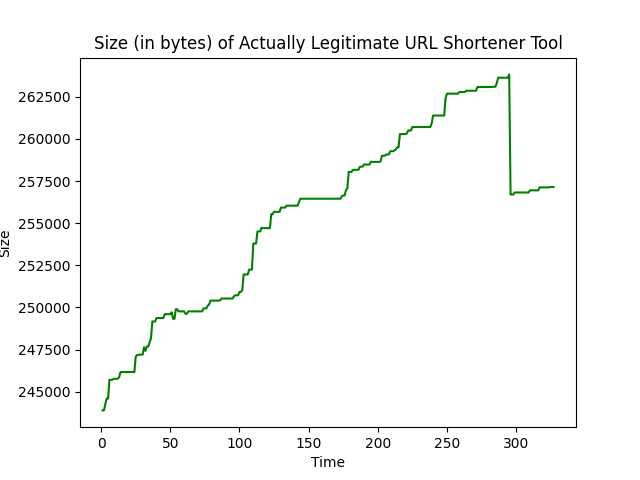 Size (in bytes) of Actually Legitimate URL Shortener Tool
262500
260000
257500
255000
252500
250000
247500
245000
Size
0 50 100 150 200 250 300
Time